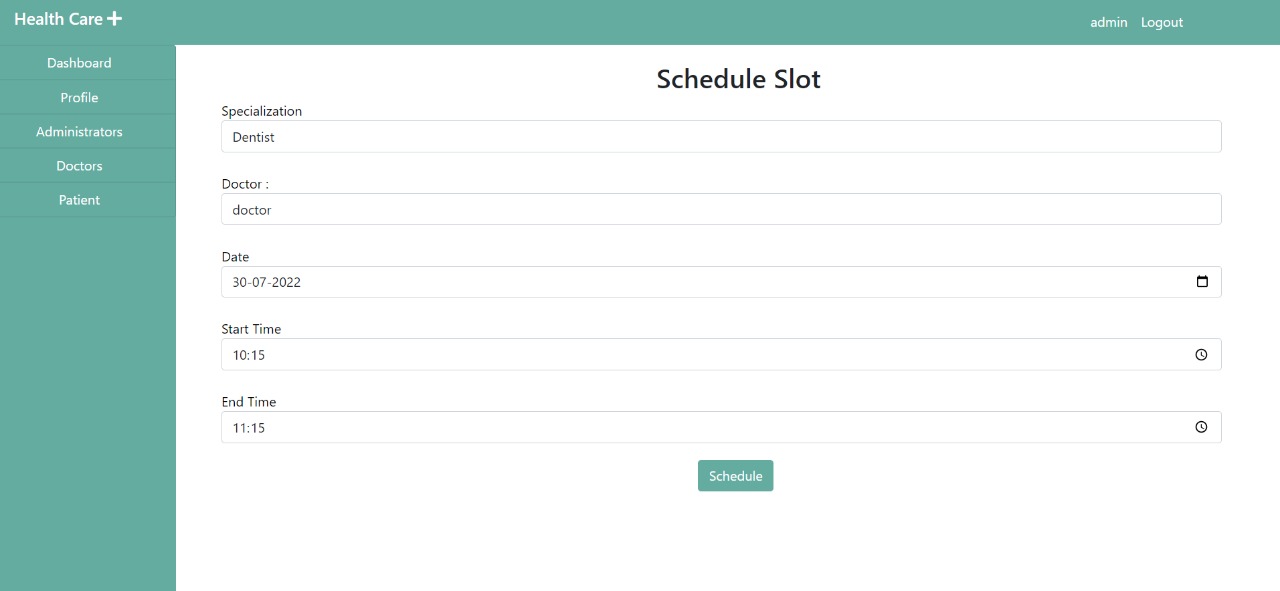 Health Care
admin Logout
Dashboard
Profile
Administrators
Doctors
Patient
Schedule Slot
Specialization
Dentist
Doctor :
doctor
Date
30-07-2022
Start Time
10:15
End Time
11:15
Schedule